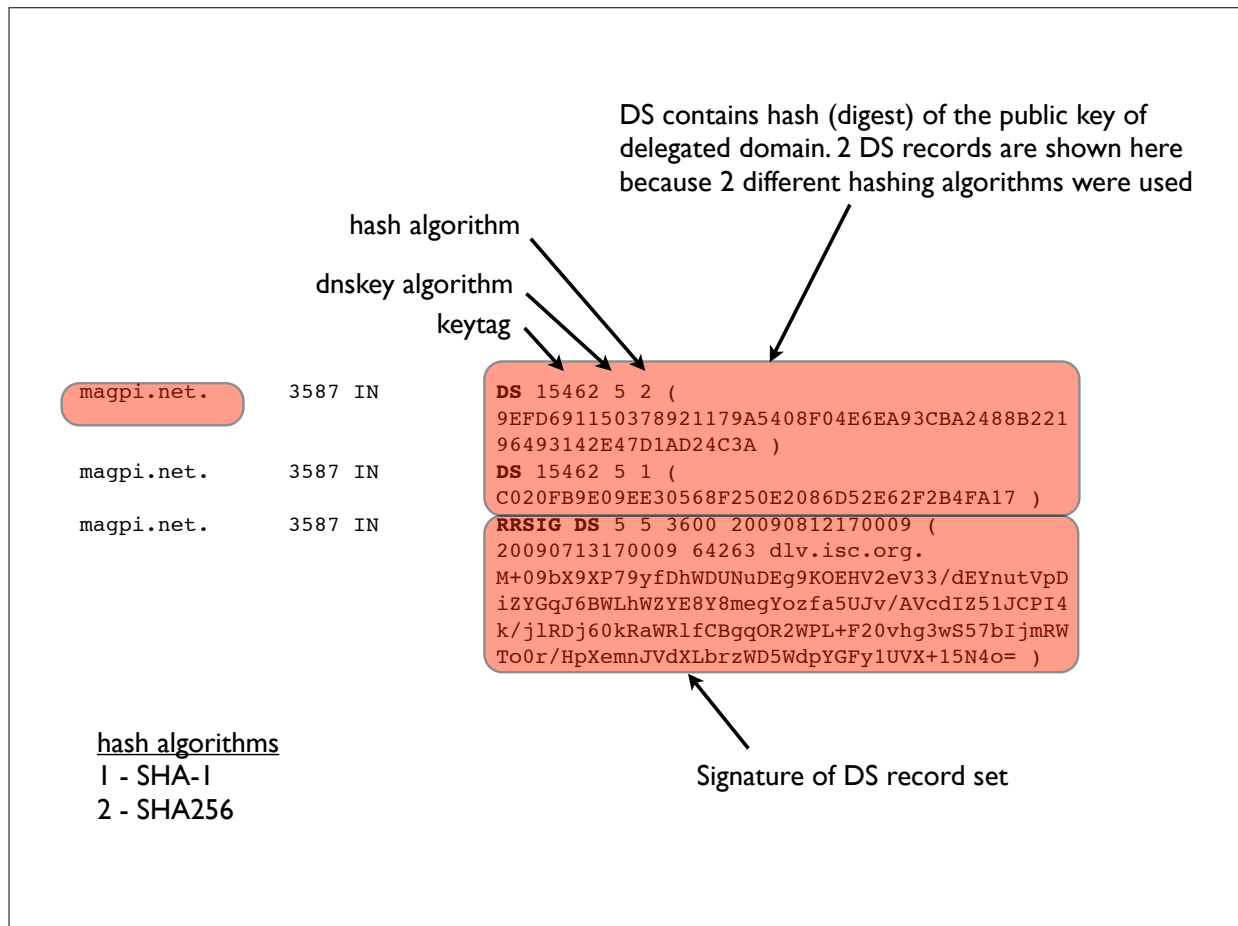 DS contains hash (digest) of the public key of
delegated domain. 2 DS records are shown here
because 2 different hashing algorithms were used
hash algorithm
dnskey algorithm
keytag
magpi.net. 3587 IN DS 15462 5 2 (
9EFD691150378921179A5408F04E6EA93CBA2488B221
96493142E47D1AD24C3A )
magpi.net. 3587 IN DS 15462 5 1 (
C020FB9E09EE30568F250E2086D52E62F2B4FA17 )
magpi.net. 3587 IN RRSIG DS 5 5 3600 20090812170009 (
20090713170009 64263 dlv.isc.org.
M+09bX9XP79yfDhWDUNuDEg9KOEHV2eV33/dEYnutVpD
iZYGqJ6BWLhWZYE8Y8megYozfa5UJv/AVcdIZ51JCPI4
k/jlRDj60kRaWRlfCBgqOR2WPL+F20vhg3wS57bIjmRW
To0r/HpXemnJVdXLbrzWD5WdpYGFy1UVX+15N4o= )
hash algorithms
1 - SHA-1
2 - SHA256
Signature of DS record set